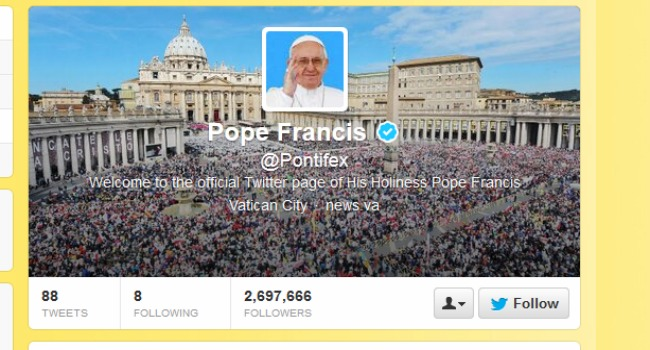 Pope Francis
@Pontifex
Welcome to the official Twitter page of His Holiness Pope Francis
Vatican City · news va
88
TWEETS
8
FOLLOWING
2,697,666
FOLLOWERS
Follow